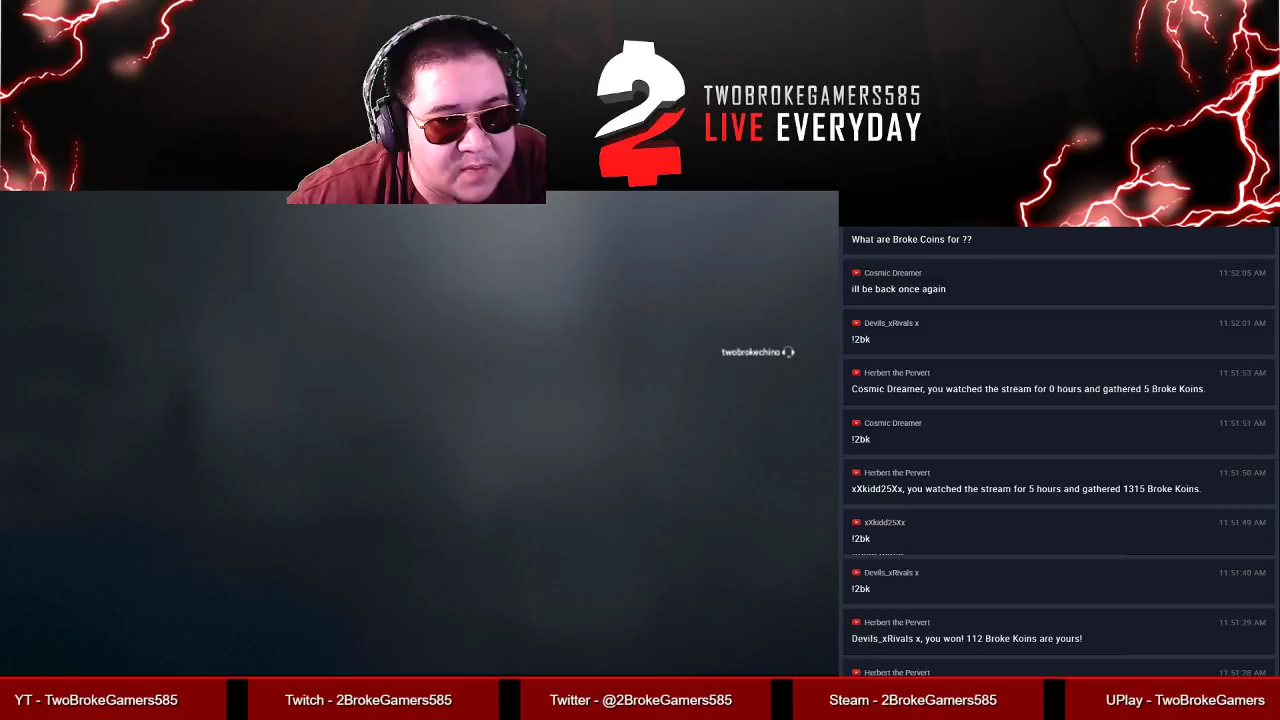 2
TWOBROKEGAMERS585
LIVE EVERYDAY
twobrokechino
What are Broke Coins for ??
Cosmic Dreamer 11:52:05 AM
ill be back once again
Devils_xRivals x 11:52:01 AM
!2bk
Herbert the Pervert 11:51:53 AM
Cosmic Dreamer, you watched the stream for 0 hours and gathered 5 Broke Koins.
Cosmic Dreamer 11:51:51 AM
!2bk
Herbert the Pervert 11:51:50 AM
xXkidd25Xx, you watched the stream for 5 hours and gathered 1315 Broke Koins.
xXkidd25Xx 11:51:49 AM
!2bk
Devils_xRivals x 11:51:40 AM
!2bk
Herbert the Pervert 11:51:29 AM
Devils_xRivals x, you won! 112 Broke Koins are yours!
Herbert the Pervert 11:51:28 AM
YT - TwoBrokeGamers585
Twitch - 2BrokeGamers585
Twitter - @2BrokeGamers585
Steam - 2BrokeGamers585
UPlay - TwoBrokeGamers